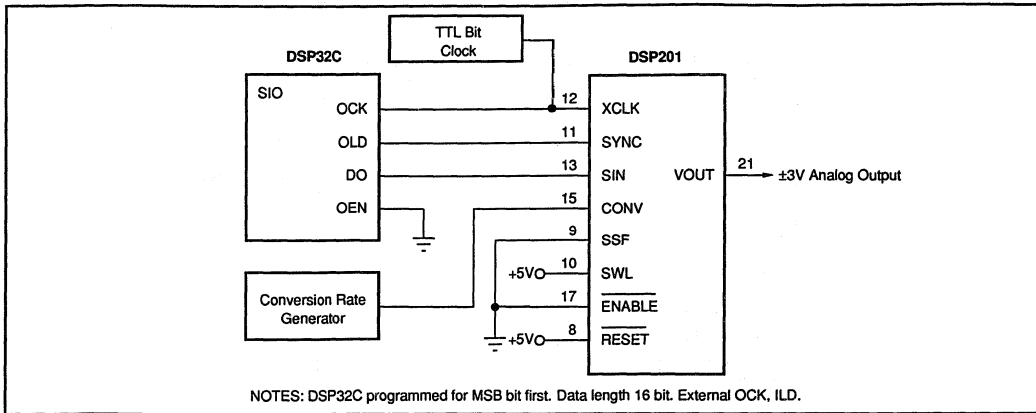 TTL Bit
Clock
DSP32C
DSP201
SIO
OCK
12
XCLK
OLD
11
SYNC
DO
13
SIN
VOUT
21
±3V Analog Output
OEN
15
CONV
9
SSF
+5V
10
SWL
Conversion Rate
Generator
17
ENABLE
+5V
8
RESET
NOTES: DSP32C programmed for MSB bit first. Data length 16 bit. External OCK, ILD.